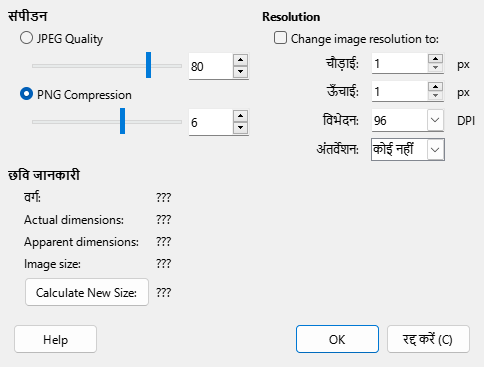 संपीडन
JPEG Quality
80
PNG Compression
6
Resolution
Change image resolution to:
चौड़ाई: 1 px
ऊँचाई: 1 px
विभेदन: 96 DPI
अंतर्वेशन: कोई नहीं
छवि जानकारी
वर्ग: ???
Actual dimensions: ???
Apparent dimensions: ???
Image size: ???
Calculate New Size: ???
Help
OK
रद्द करें (C)